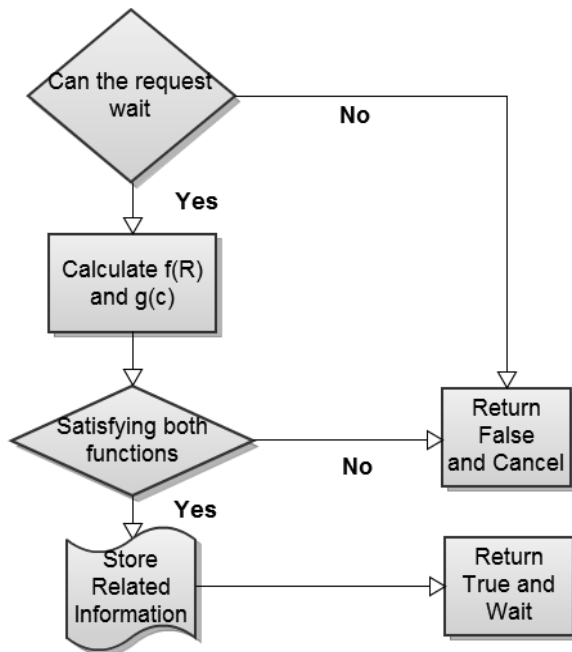 Can the request
wait
No
Yes
Calculate f(R)
and g(c)
Satisfying both
functions
No
Return
False
and Cancel
Yes
Store
Related
Information
Return
True and
Wait